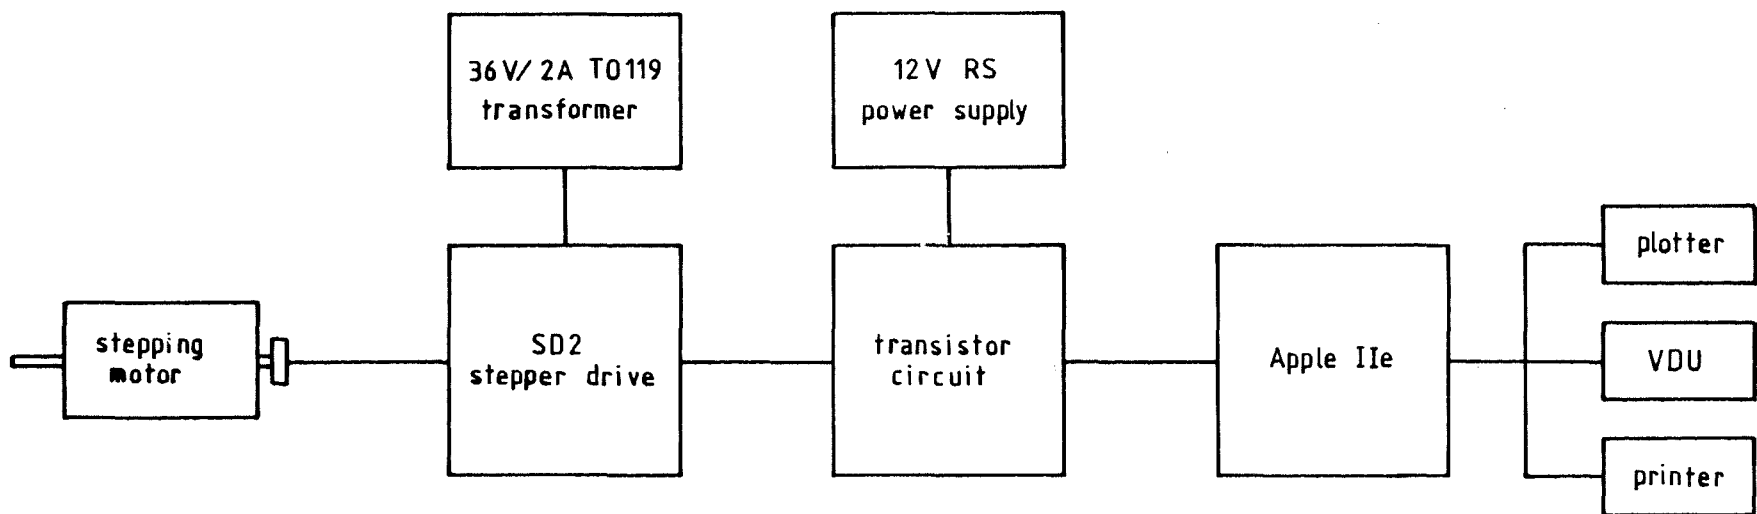 36V/2A TO119
transformer
12V RS
power supply
plotter
stepping
motor
SD2
stepper drive
transistor
circuit
Apple IIe
VDU
printer